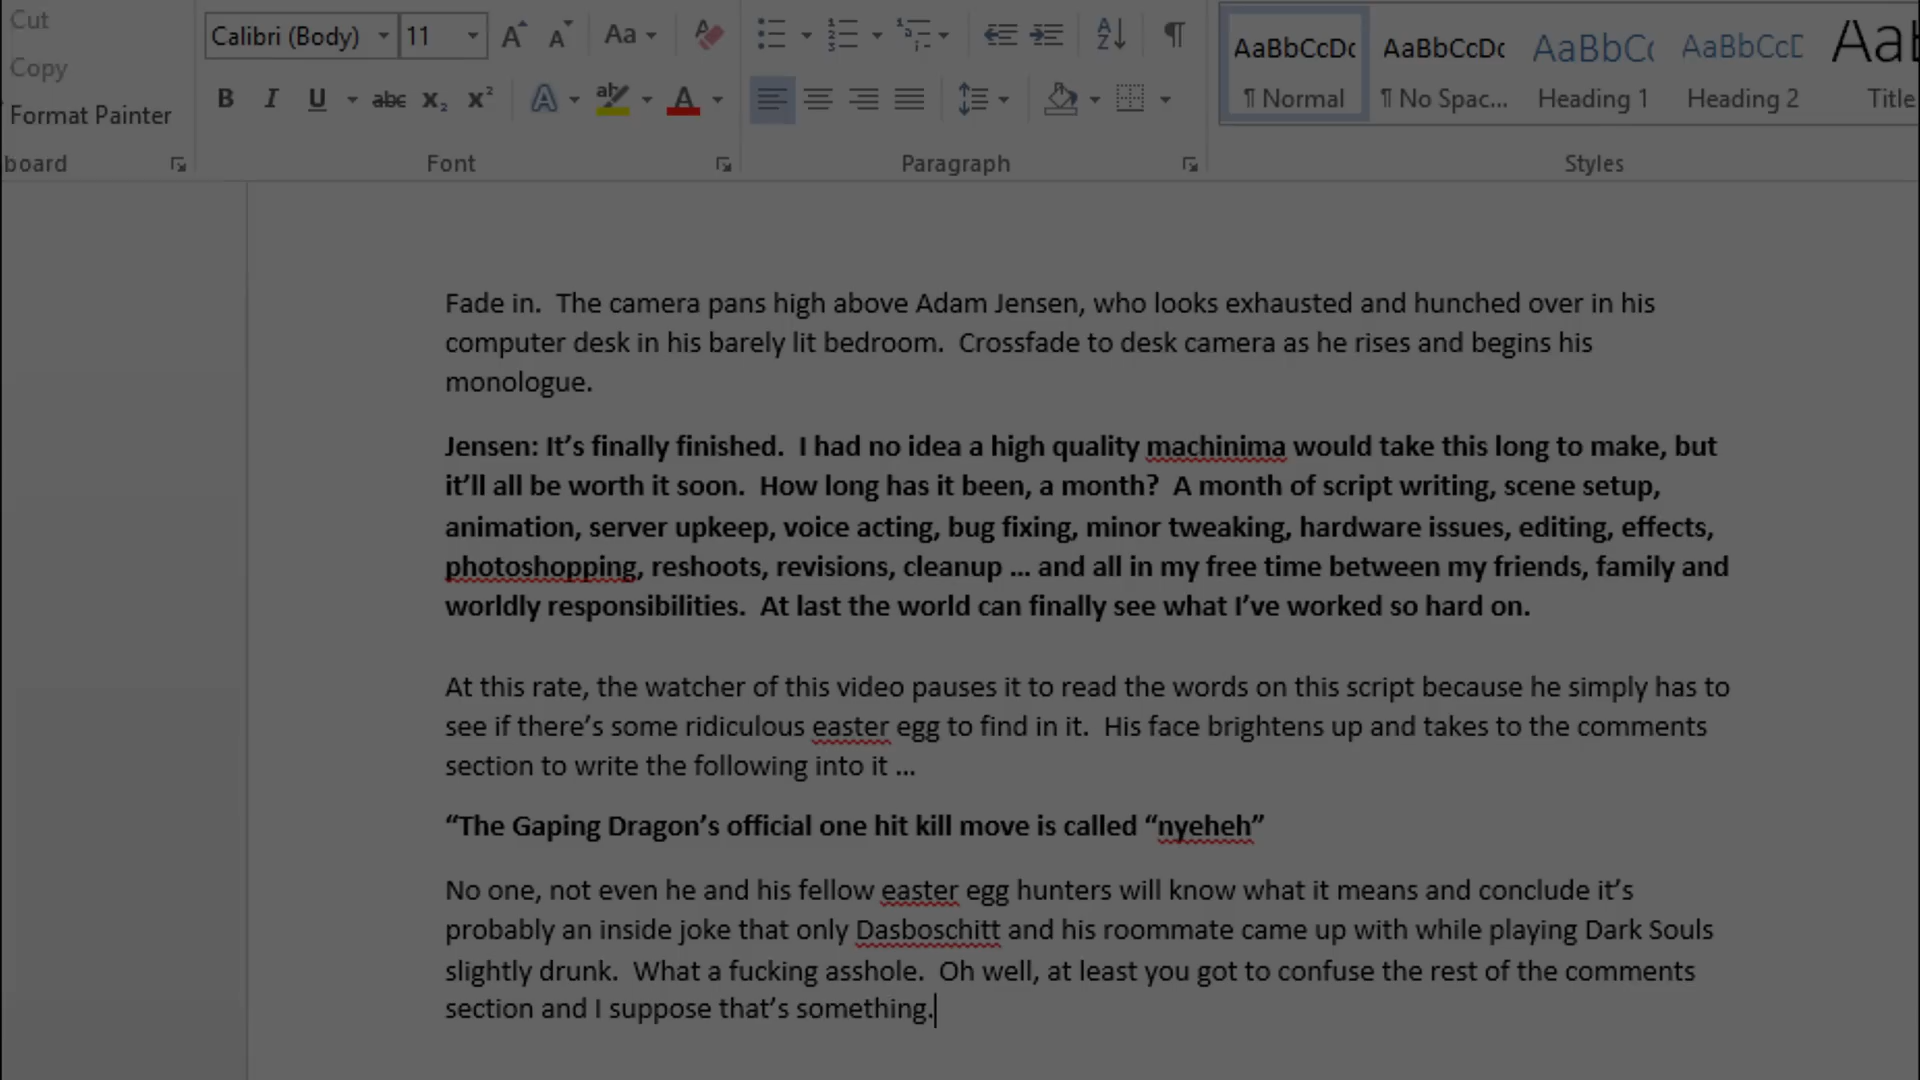 Cut
Copy
Format Painter
board
Calibri (Body) 11
Aa
B I U abc X₂ X²
A ab A
Font
Paragraph
AaBbCcDc AaBbCcDc AaBbC AaBbCcD Aa
¶ Normal ¶ No Spac... Heading 1 Heading 2 Title
Styles
Fade in.  The camera pans high above Adam Jensen, who looks exhausted and hunched over in his
computer desk in his barely lit bedroom.  Crossfade to desk camera as he rises and begins his
monologue.
Jensen: It’s finally finished.  I had no idea a high quality machinima would take this long to make, but
it’ll all be worth it soon.  How long has it been, a month?  A month of script writing, scene setup,
animation, server upkeep, voice acting, bug fixing, minor tweaking, hardware issues, editing, effects,
photoshopping, reshoots, revisions, cleanup … and all in my free time between my friends, family and
worldly responsibilities.  At last the world can finally see what I’ve worked so hard on.
At this rate, the watcher of this video pauses it to read the words on this script because he simply has to
see if there’s some ridiculous easter egg to find in it.  His face brightens up and takes to the comments
section to write the following into it …
“The Gaping Dragon’s official one hit kill move is called “nyeheh”
No one, not even he and his fellow easter egg hunters will know what it means and conclude it’s
probably an inside joke that only Dasboschitt and his roommate came up with while playing Dark Souls
slightly drunk.  What a fucking asshole.  Oh well, at least you got to confuse the rest of the comments
section and I suppose that’s something.